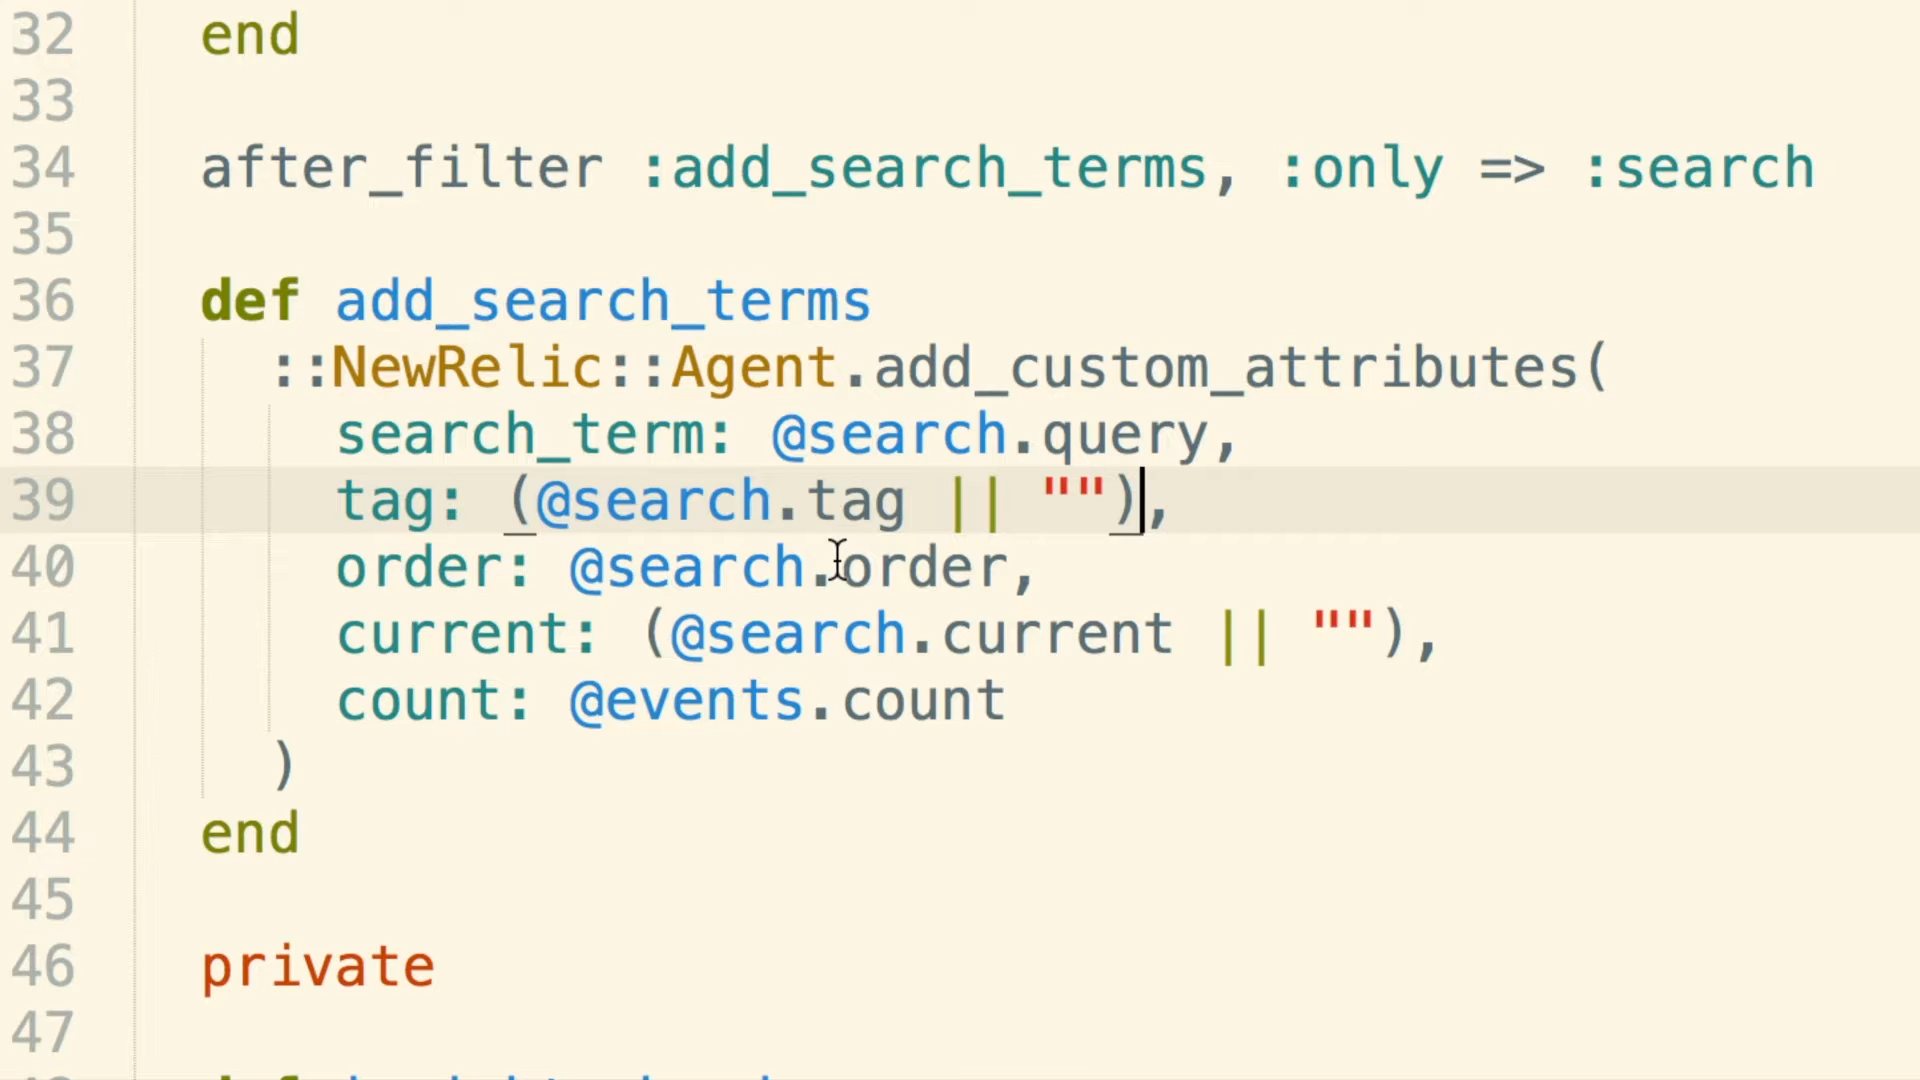 32 end
33
34 after_filter :add_search_terms, :only => :search
35
36 def add_search_terms
37 ::NewRelic::Agent.add_custom_attributes(
38 search_term: @search.query,
39 tag: (@search.tag || ""),
40 order: @search.order,
41 current: (@search.current || ""),
42 count: @events.count
43 )
44 end
45
46 private
47